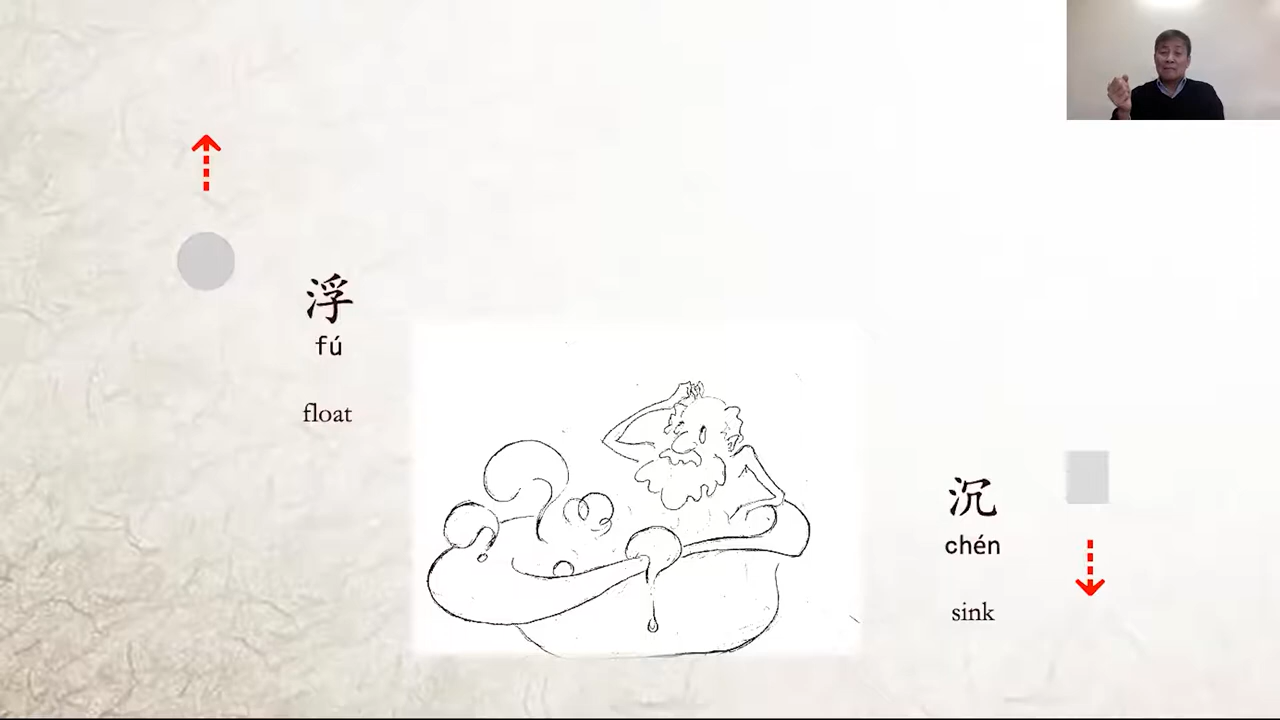 浮
fú
float
沉
chén
sink